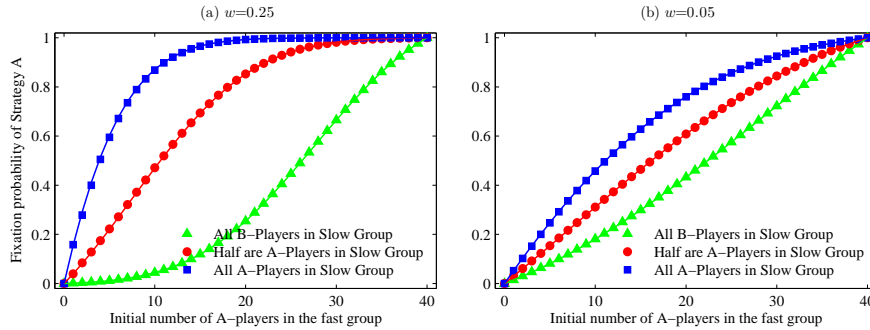 (a) w=0.25
(b) w=0.05
Fixation probability of Strategy A
1
0.8
0.6
0.4
0.2
0
0
10
20
30
40
Initial number of A−players in the fast group
All B−Players in Slow Group
Half are A−Players in Slow Group
All A−Players in Slow Group
1
0.8
0.6
0.4
0.2
0
0
10
20
30
40
Initial number of A−players in the fast group
All B−Players in Slow Group
Half are A−Players in Slow Group
All A−Players in Slow Group